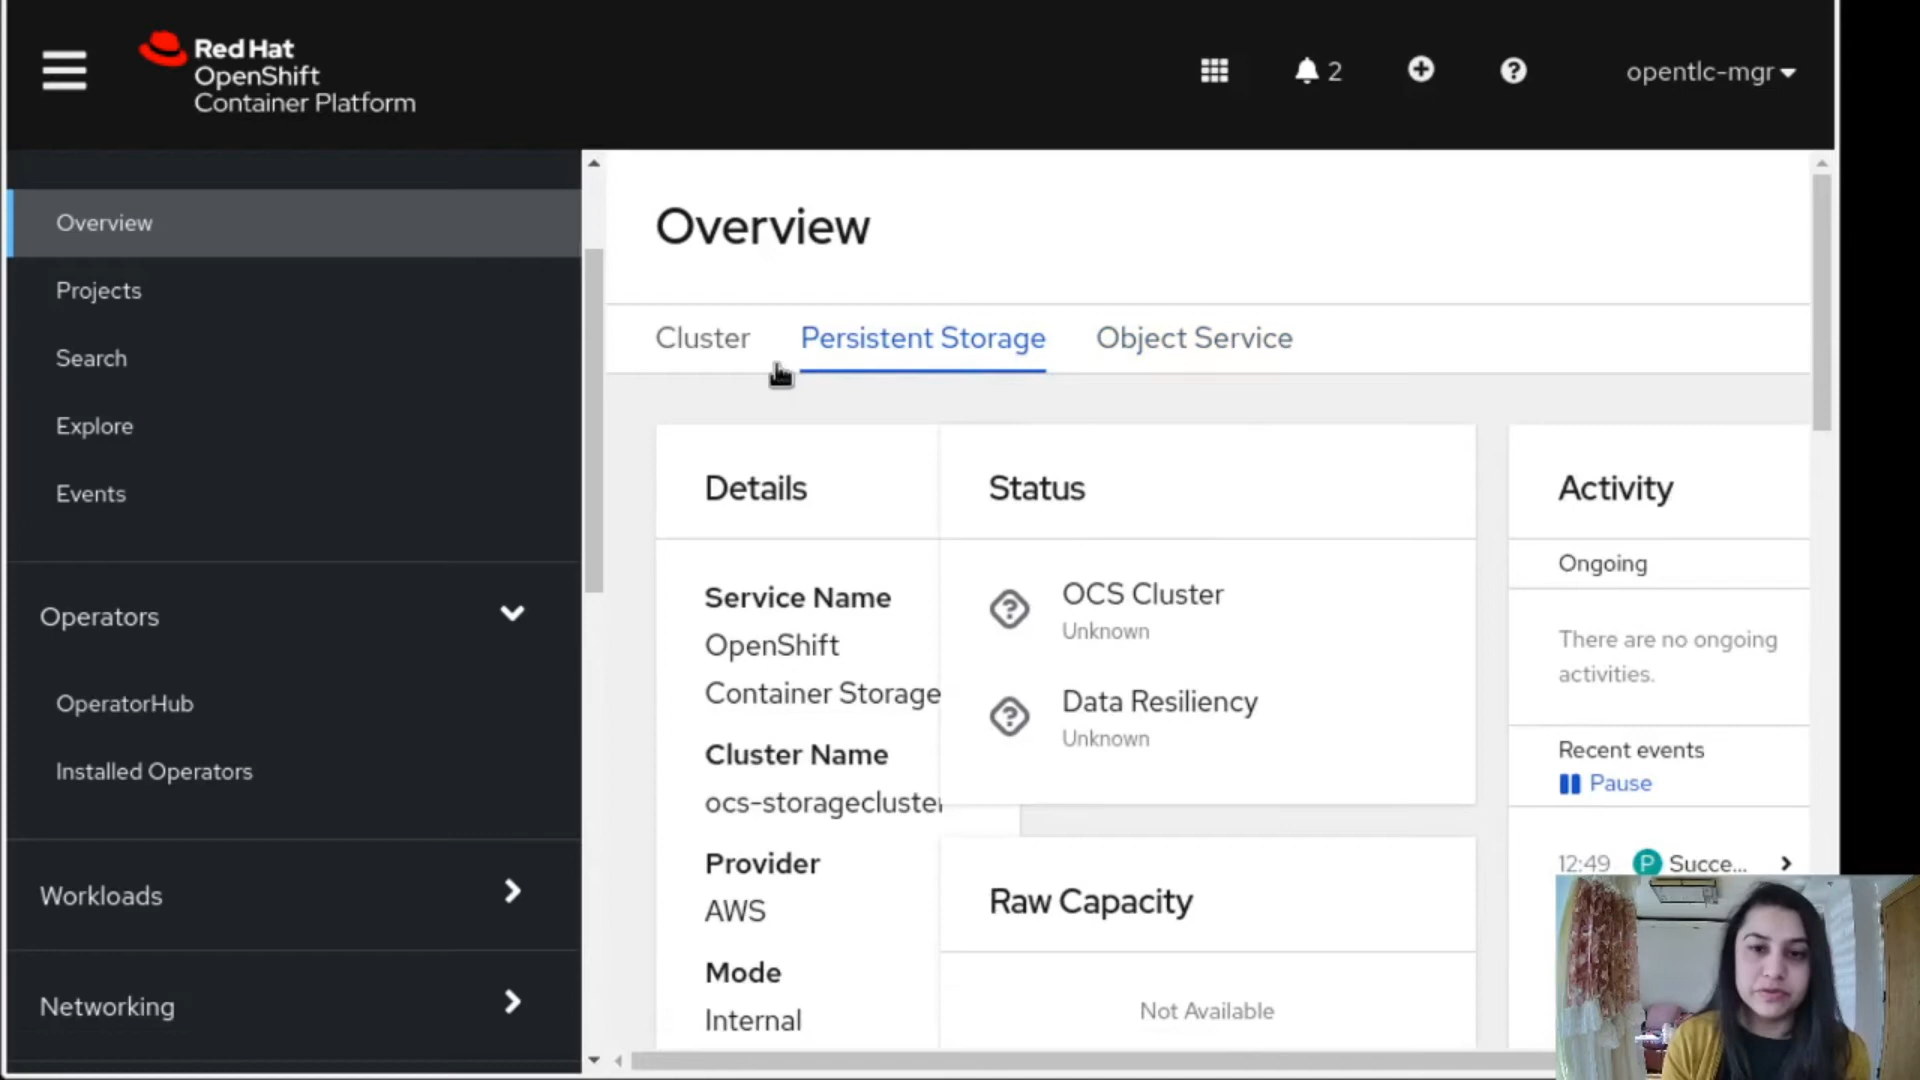 Red Hat
OpenShift
Container Platform
2
opentlc-mgr
Overview
Projects
Search
Explore
Events
Operators
OperatorHub
Installed Operators
Workloads
Networking
Overview
Cluster
Persistent Storage
Object Service
Details
Service Name
OpenShift
Container Storage
Cluster Name
ocs-storagecluster
Provider
AWS
Mode
Internal
Status
OCS Cluster
Unknown
Data Resiliency
Unknown
Raw Capacity
Not Available
Activity
Ongoing
There are no ongoing
activities.
Recent events
Pause
12:49 P Succe...